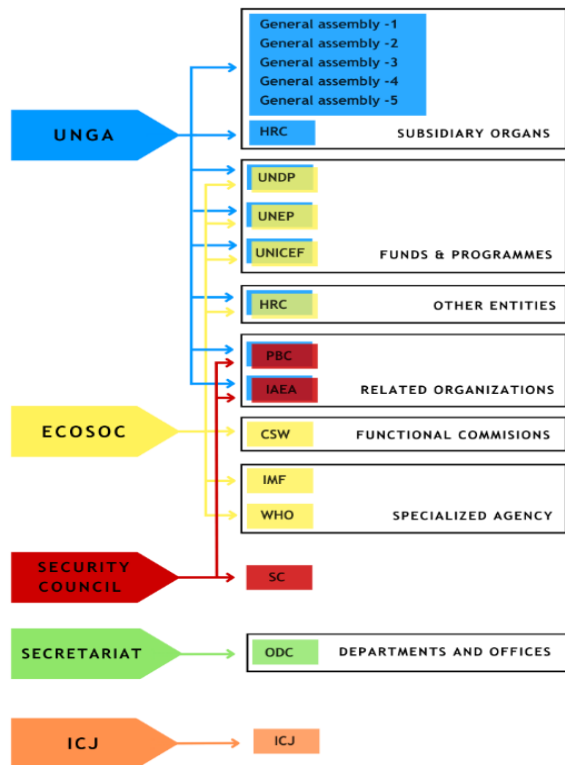 General assembly -1
General assembly -2
General assembly -3
General assembly -4
General assembly -5
UNGA
HRC
SUBSIDIARY ORGANS
UNDP
UNEP
UNICEF
FUNDS & PROGRAMMES
HRC
OTHER ENTITIES
PBC
IAEA
RELATED ORGANIZATIONS
ECOSOC
CSW
FUNCTIONAL COMMISIONS
IMF
WHO
SPECIALIZED AGENCY
SECURITY
COUNCIL
SC
SECRETARIAT
ODC
DEPARTMENTS AND OFFICES
ICJ
ICJ